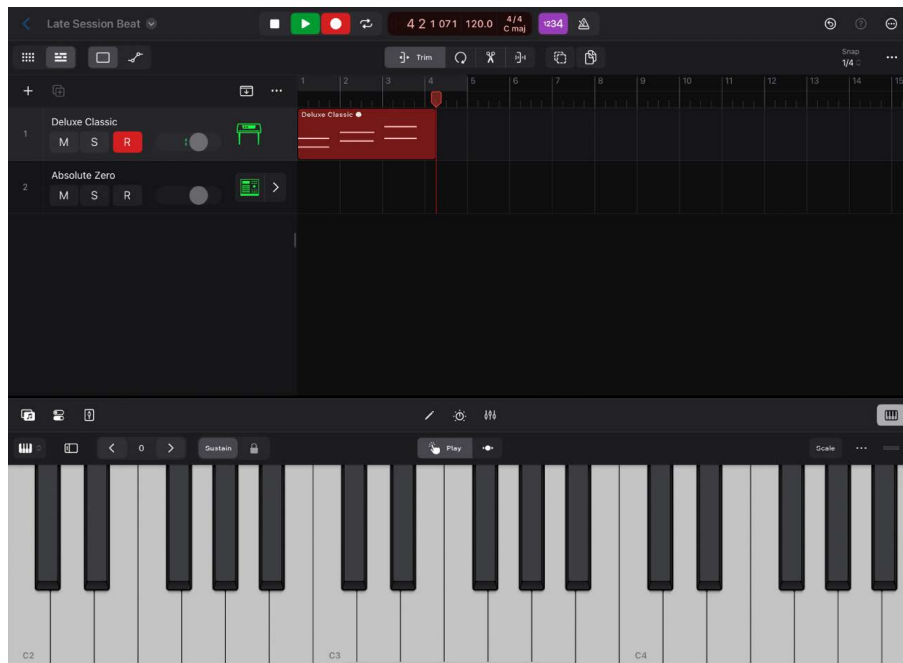 Late Session Beat
4 2 1 071 120.0 4/4 C maj
1234
Trim
Snap
1/4
1 2 3 4 5 6 7 8 9 10 11 12 13 14 15
1
Deluxe Classic
M S R
Deluxe Classic
2
Absolute Zero
M S R
0 Sustain Play Scale
C2 C3 C4